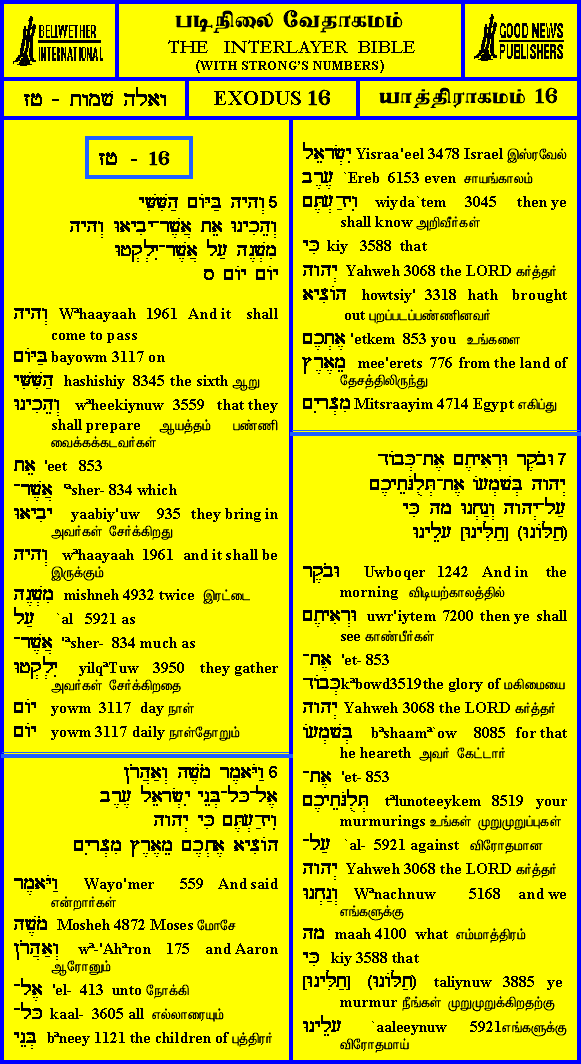 BELLWETHER
INTERNATIONAL
படிநிலை வேதாகமம்
THE INTERLAYER BIBLE
(WITH STRONG'S NUMBERS)
GOOD NEWS
PUBLISHERS
ואלה שמות - טז
EXODUS 16
யாத்திராகமம் 16
טז - 16
5 וְהָיָה בַּיּוֹם הַשִּׁשִּׁי
וְהֵכִינוּ אֵת אֲשֶׁר־יָבִיאוּ וְהָיָה
מִשְׁנֶה עַל אֲשֶׁר־יִלְקְטוּ
יוֹם יוֹם ס
וְהָיָה Wªhaayaah 1961 And it shall
come to pass
בַּיּוֹם bayowm 3117 on
הַשִּׁשִּׁי hashishiy 8345 the sixth ஆறு
וְהֵכִינוּ wªheekiynuw 3559 that they
shall prepare ஆயத்தம் பண்ணி
வைக்கக்கடவர்கள்
אֵת 'eet 853
אֲשֶׁר־ 'ªsher- 834 which
יָבִיאוּ yaabiy'uw 935 they bring in
அவர்கள் சேர்க்கிறது
וְהָיָה wªhaayaah 1961 and it shall be
இருக்கும்
מִשְׁנֶה mishneh 4932 twice இரட்டை
עַל `al 5921 as
אֲשֶׁר־ 'ªsher- 834 much as
יִלְקְטוּ yilqªTuw 3950 they gather
அவர்கள் சேர்க்கிறதை
יוֹם yowm 3117 day நாள்
יוֹם yowm 3117 daily நாள்தோறும்
6 וַיֹּאמֶר מֹשֶׁה וְאַהֲרֹן
אֶל־כָּל־בְּנֵי יִשְׂרָאֵל עֶרֶב
וִידַעְתֶּם כִּי יְהוָה
הוֹצִיא אֶתְכֶם מֵאֶרֶץ מִצְרָיִם
וַיֹּאמֶר Wayo'mer 559 And said
என்றார்கள்
מֹשֶׁה Mosheh 4872 Moses மோசே
וְאַהֲרֹן wª-'Ahªron 175 and Aaron
ஆரோனும்
אֶל־ 'el- 413 unto நோக்கி
כָּל־ kaal- 3605 all எல்லாரையும்
בְּנֵי bªneey 1121 the children of புத்திரர்
יִשְׂרָאֵל Yisraa'eel 3478 Israel இஸ்ரவேல்
עֶרֶב `Ereb 6153 even சாயங்காலம்
וִידַעְתֶּם wiyda`tem 3045 then ye
shall know அறிவீர்கள்
כִּי kiy 3588 that
יְהוָה Yahweh 3068 the LORD கர்த்தர்
הוֹצִיא howtsiy' 3318 hath brought
out புறப்படப்பண்ணினவர்
אֶתְכֶם 'etkem 853 you உங்களை
מֵאֶרֶץ mee'erets 776 from the land of
தேசத்திலிருந்து
מִצְרָיִם Mitsraayim 4714 Egypt எகிப்து
7 וּבֹקֶר וּרְאִיתֶם אֶת־כְּבוֹד
יְהוָה בְּשָׁמְעוֹ אֶת־תְּלֻנֹּתֵיכֶם
עַל־יְהוָה וְנַחְנוּ מָה כִּי
(תַלּוֹנוּ) [תַלִּינוּ] עָלֵינוּ
וּבֹקֶר Uwboqer 1242 And in the
morning விடியற்காலத்தில்
וּרְאִיתֶם uwr'iytem 7200 then ye shall
see காண்பீர்கள்
אֶת־ 'et- 853
כְּבוֹד kªbowd3519the glory of மகிமையை
יְהוָה Yahweh 3068 the LORD கர்த்தர்
בְּשָׁמְעוֹ bªshaam`ow 8085 for that
he heareth அவர் கேட்டார்
אֶת־ 'et- 853
תְּלֻנֹּתֵיכֶם tªlunoteeykem 8519 your
murmurings உங்கள் முறுமுறுப்புகள்
עַל־ `al- 5921 against விரோதமான
יְהוָה Yahweh 3068 the LORD கர்த்தர்
וְנַחְנוּ Wªnachnuw 5168 and we
எங்களுக்கு
מָה maah 4100 what எம்மாத்திரம்
כִּי kiy 3588 that
[תַלִּינוּ] (תַלּוֹנוּ) taliynuw 3885 ye
murmur நீங்கள் முறுமுறுக்கிறதற்கு
עָלֵינוּ `aaleeynuw 5921எங்களுக்கு
விரோதமாய்